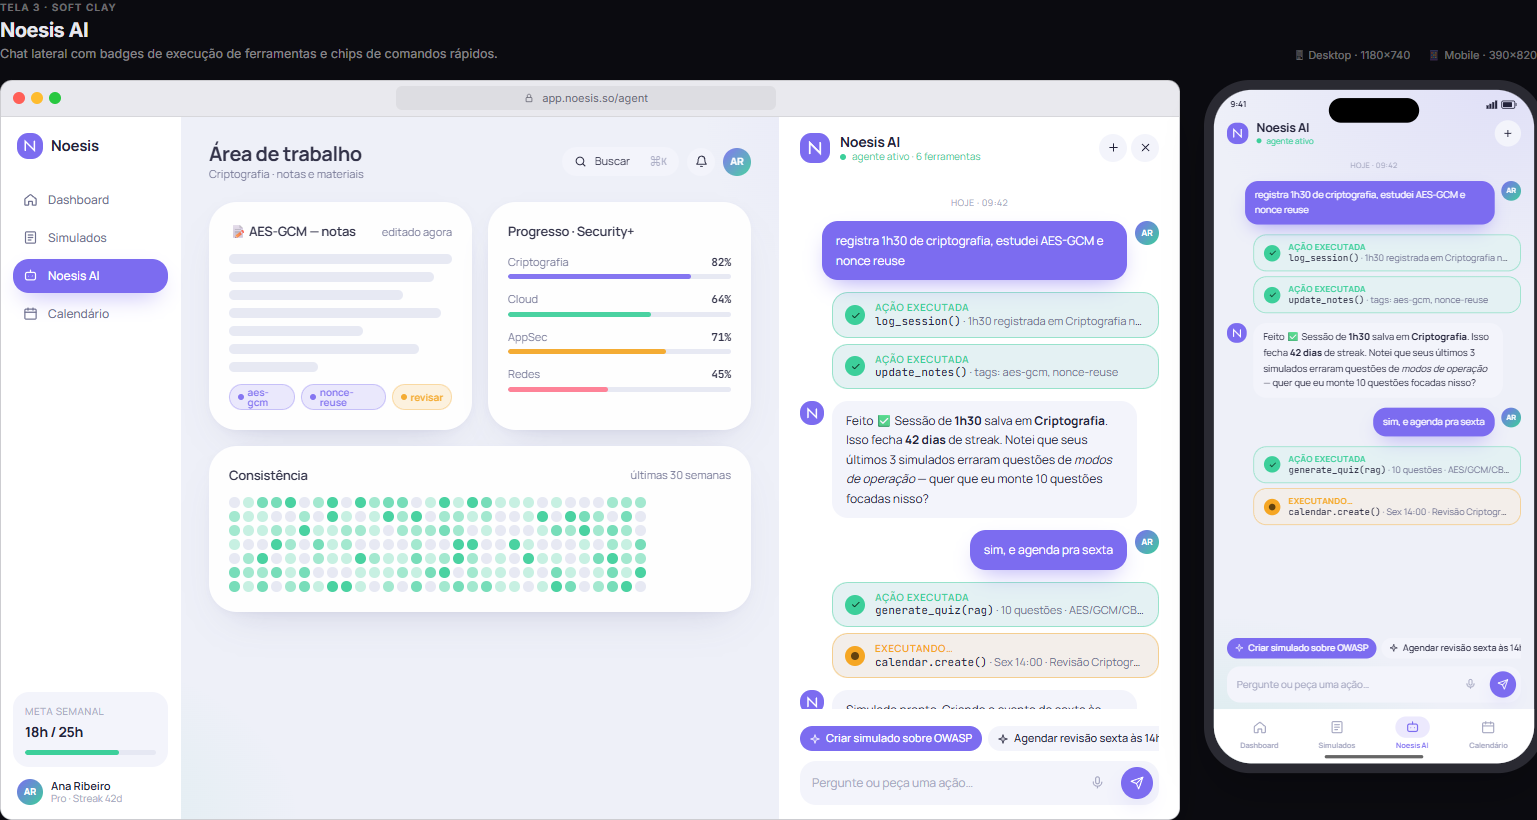 TELA 3 · SOFT CLAY
Noesis AI
Chat lateral com badges de execução de ferramentas e chips de comandos rápidos.
Desktop · 1180×740
Mobile · 390×820
app.noesis.so/agent
N Noesis
Dashboard
Simulados
Noesis AI
Calendário
META SEMANAL
18h / 25h
AR
Ana Ribeiro
Pro · Streak 42d
Área de trabalho
Criptografia · notas e materiais
Buscar ⌘K
AR
📝 AES-GCM — notas
editado agora
aes-
gcm
nonce-
reuse
revisar
Progresso · Security+
Criptografia 82%
Cloud 64%
AppSec 71%
Redes 45%
Consistência
últimas 30 semanas
N
Noesis AI
agente ativo · 6 ferramentas
HOJE · 09:42
registra 1h30 de criptografia, estudei AES-GCM e
nonce reuse
AR
AÇÃO EXECUTADA
log_session() · 1h30 registrada em Criptografia n…
AÇÃO EXECUTADA
update_notes() · tags: aes-gcm, nonce-reuse
N
Feito ✅ Sessão de 1h30 salva em Criptografia.
Isso fecha 42 dias de streak. Notei que seus
últimos 3 simulados erraram questões de modos
de operação — quer que eu monte 10 questões
focadas nisso?
sim, e agenda pra sexta
AR
AÇÃO EXECUTADA
generate_quiz(rag) · 10 questões · AES/GCM/CB…
EXECUTANDO…
calendar.create() · Sex 14:00 · Revisão Criptogr…
N
Simulado pronto. Criando o evento de sexta às
Criar simulado sobre OWASP
Agendar revisão sexta às 14h
Pergunte ou peça uma ação…
9:41
N
Noesis AI
agente ativo
HOJE · 09:42
registra 1h30 de criptografia, estudei AES-GCM e
nonce reuse
AR
AÇÃO EXECUTADA
log_session() · 1h30 registrada em Criptografia n…
AÇÃO EXECUTADA
update_notes() · tags: aes-gcm, nonce-reuse
N
Feito ✅ Sessão de 1h30 salva em Criptografia. Isso
fecha 42 dias de streak. Notei que seus últimos 3
simulados erraram questões de modos de operação
— quer que eu monte 10 questões focadas nisso?
sim, e agenda pra sexta
AR
AÇÃO EXECUTADA
generate_quiz(rag) · 10 questões · AES/GCM/CB…
EXECUTANDO…
calendar.create() · Sex 14:00 · Revisão Criptogr…
Criar simulado sobre OWASP
Agendar revisão sexta às 14h
Pergunte ou peça uma ação…
Dashboard
Simulados
Noesis AI
Calendário